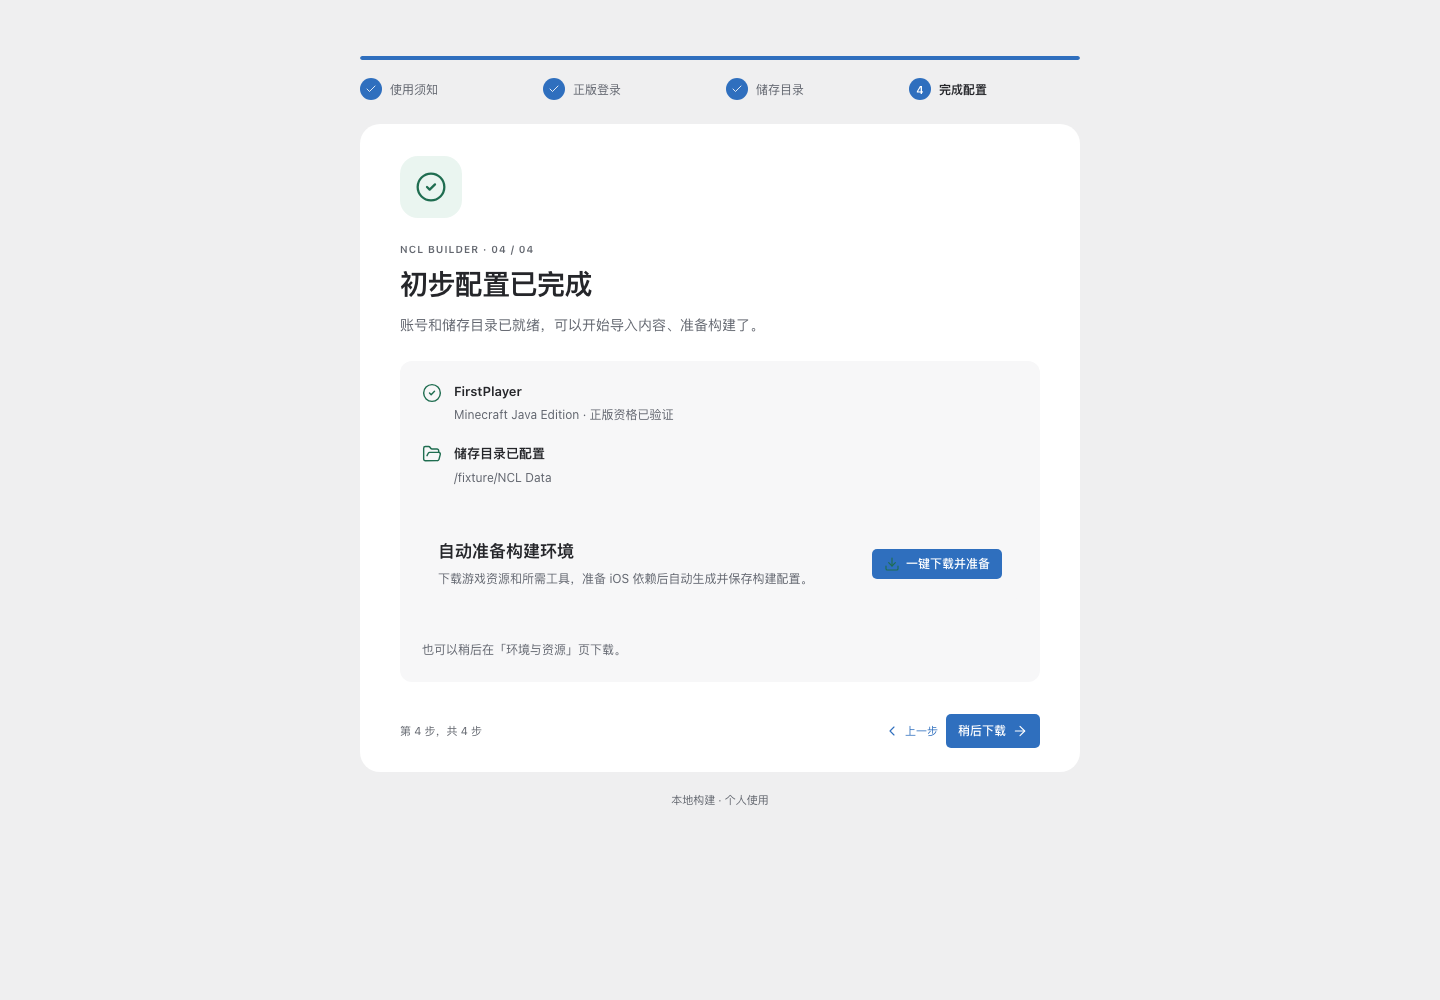 使用须知
正版登录
储存目录
4 完成配置
NCL BUILDER · 04 / 04
初步配置已完成
账号和储存目录已就绪，可以开始导入内容、准备构建了。
FirstPlayer
Minecraft Java Edition · 正版资格已验证
储存目录已配置
/fixture/NCL Data
自动准备构建环境
下载游戏资源和所需工具，准备 iOS 依赖后自动生成并保存构建配置。
一键下载并准备
也可以稍后在「环境与资源」页下载。
第 4 步，共 4 步
上一步
稍后下载
本地构建 · 个人使用